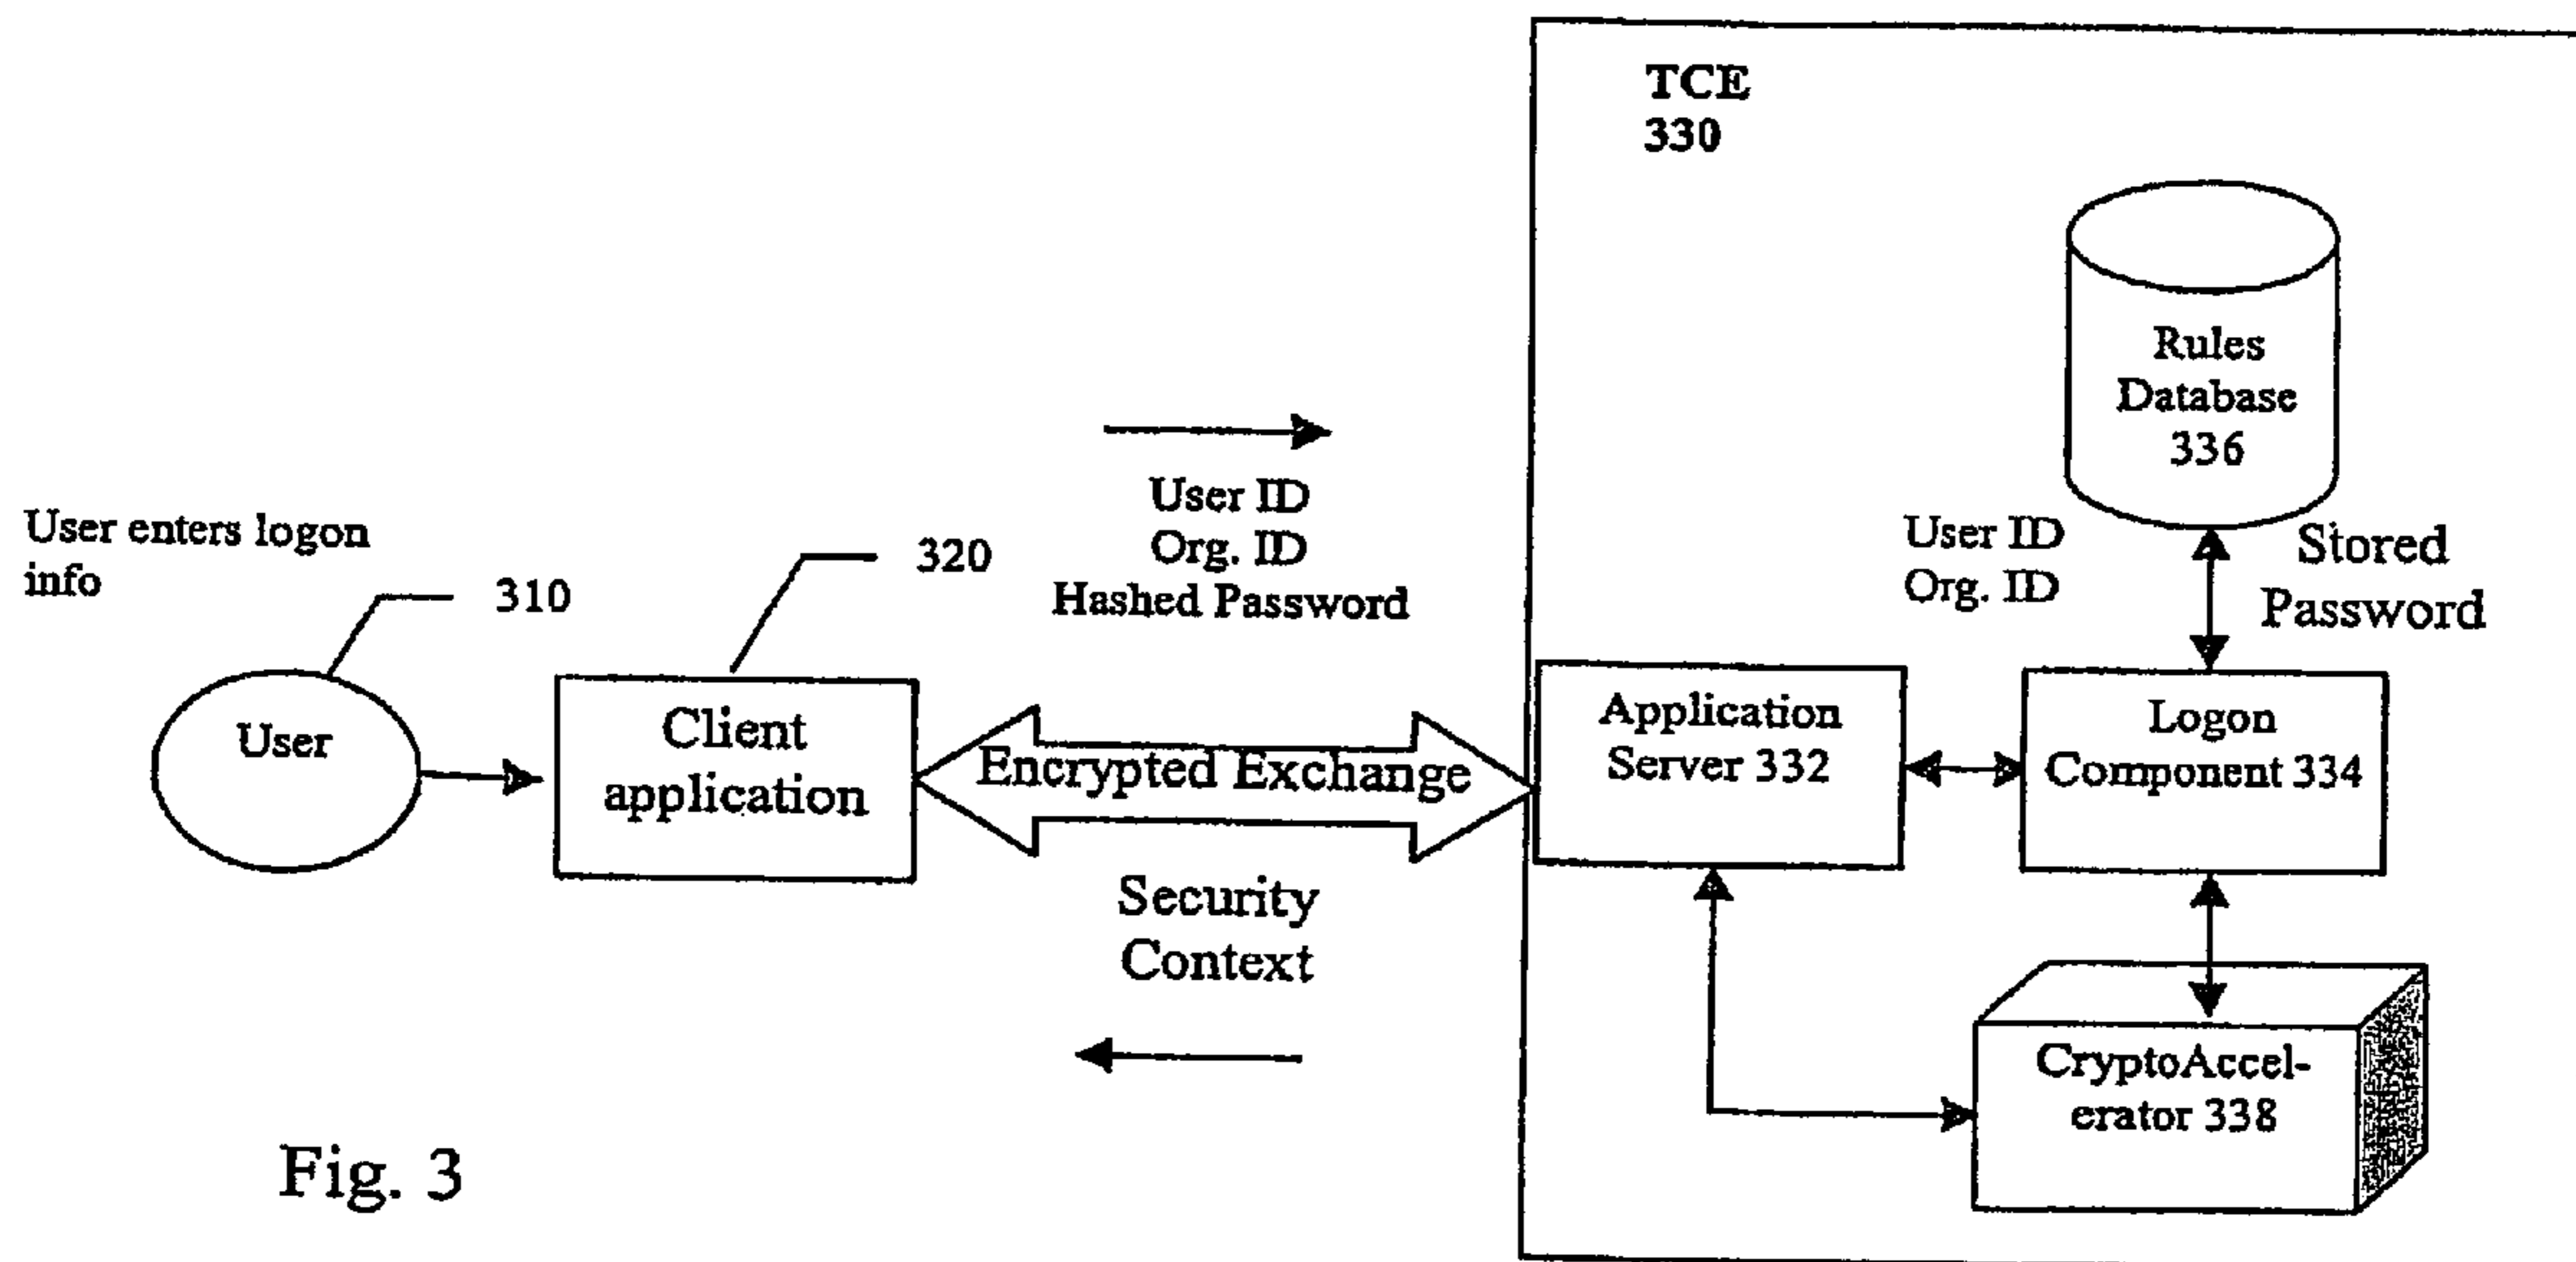 TCE
330
Rules
Database
336
User ID
Org. ID
Hashed Password
User enters logon
info
310
320
User ID
Org. ID
Stored
Password
User
Client
application
Encrypted Exchange
Application
Server 332
Logon
Component 334
Security
Context
CryptoAccel-
erator 338
Fig. 3